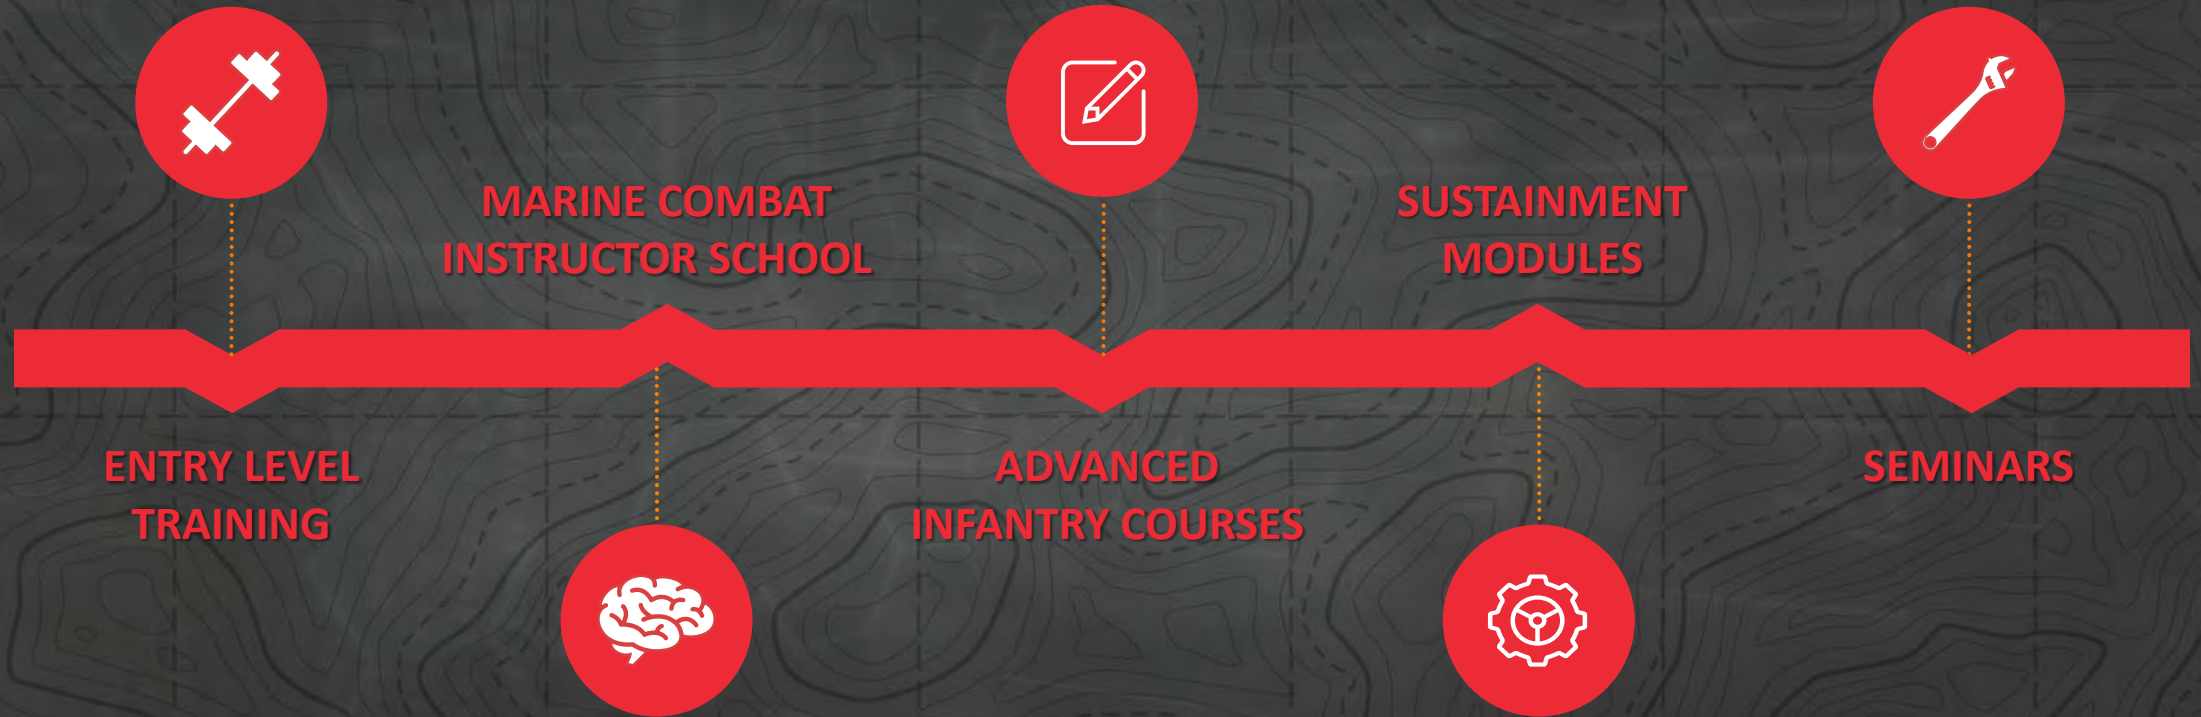 MARINE COMBAT
INSTRUCTOR SCHOOL
SUSTAINMENT
MODULES
ENTRY LEVEL
TRAINING
ADVANCED
INFANTRY COURSES
SEMINARS